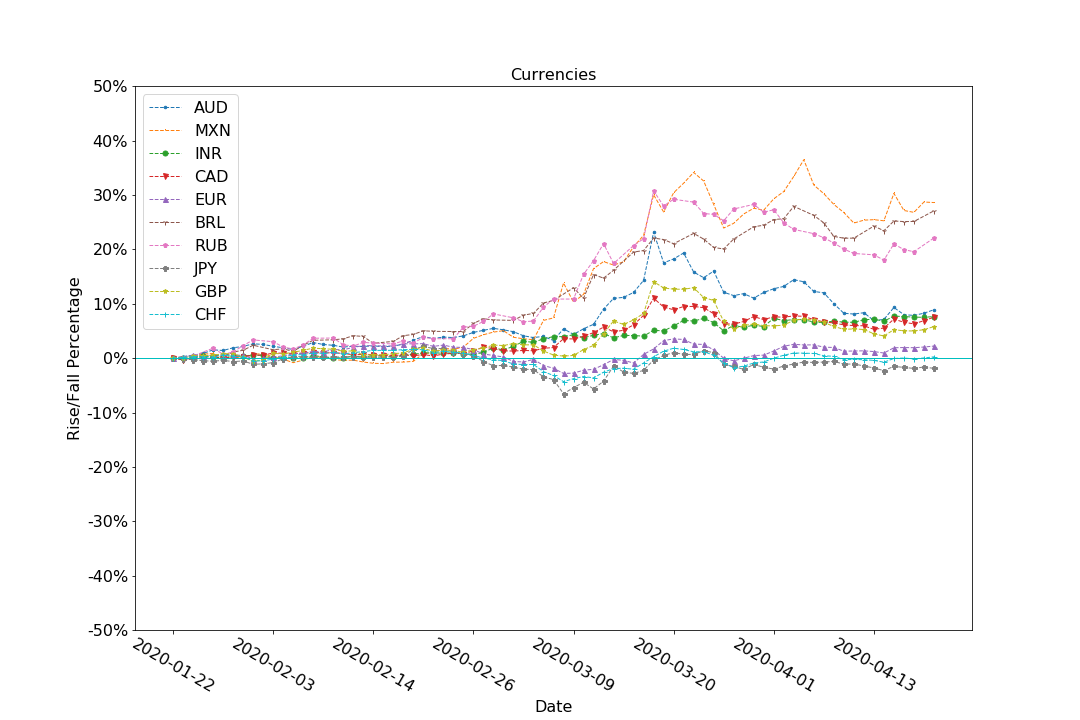 Currencies
50%
40%
30%
20%
10%
0%
-10%
-20%
-30%
-40%
-50%
Rise/Fall Percentage
AUD
MXN
INR
CAD
EUR
BRL
RUB
JPY
GBP
CHF
2020-01-22
2020-02-03
2020-02-14
2020-02-26
2020-03-09
2020-03-20
2020-04-01
2020-04-13
Date